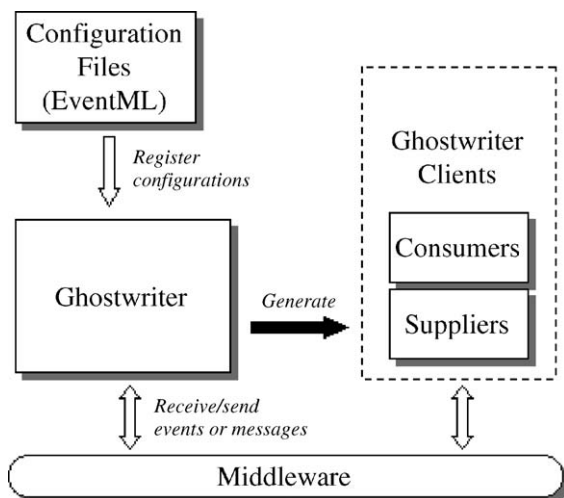 Configuration
Files
(EventML)
Register
configurations
Ghostwriter
Clients
Consumers
Ghostwriter
Generate
Suppliers
Receive/send
events or messages
Middleware